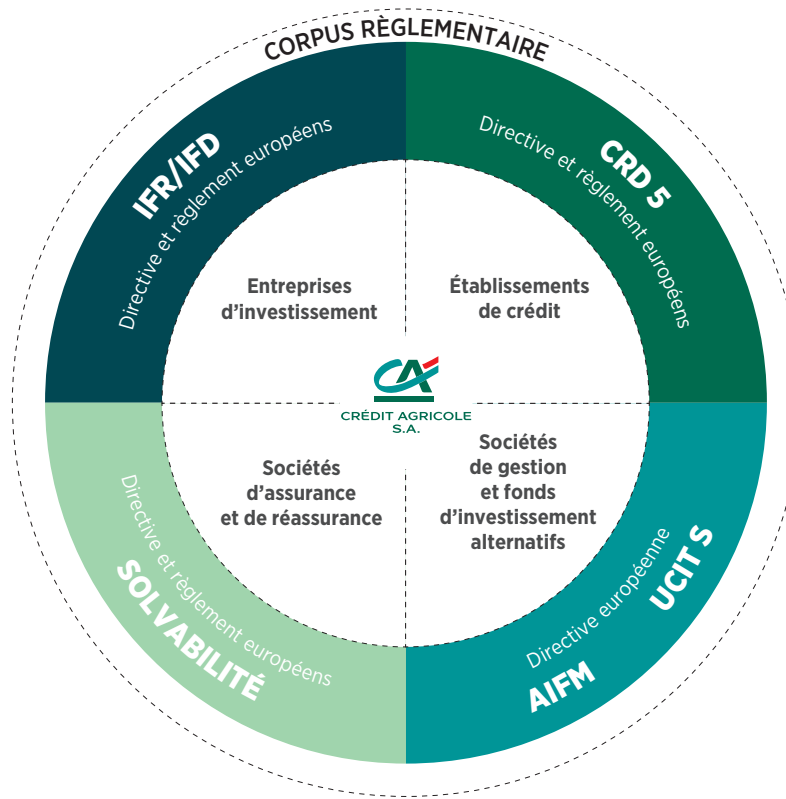 CORPUS RÈGLEMENTAIRE
IFR/IFD
Directive et règlement européens
CRD 5
Directive et règlement européens
Entreprises
d’investissement
Établissements
de crédit
CRÉDIT AGRICOLE
S.A.
Sociétés
d’assurance
et de réassurance
Sociétés
de gestion
et fonds
d’investissement
alternatifs
Directive et règlement européens
SOLVABILITÉ
Directive européenne
AIFM
UCIT S